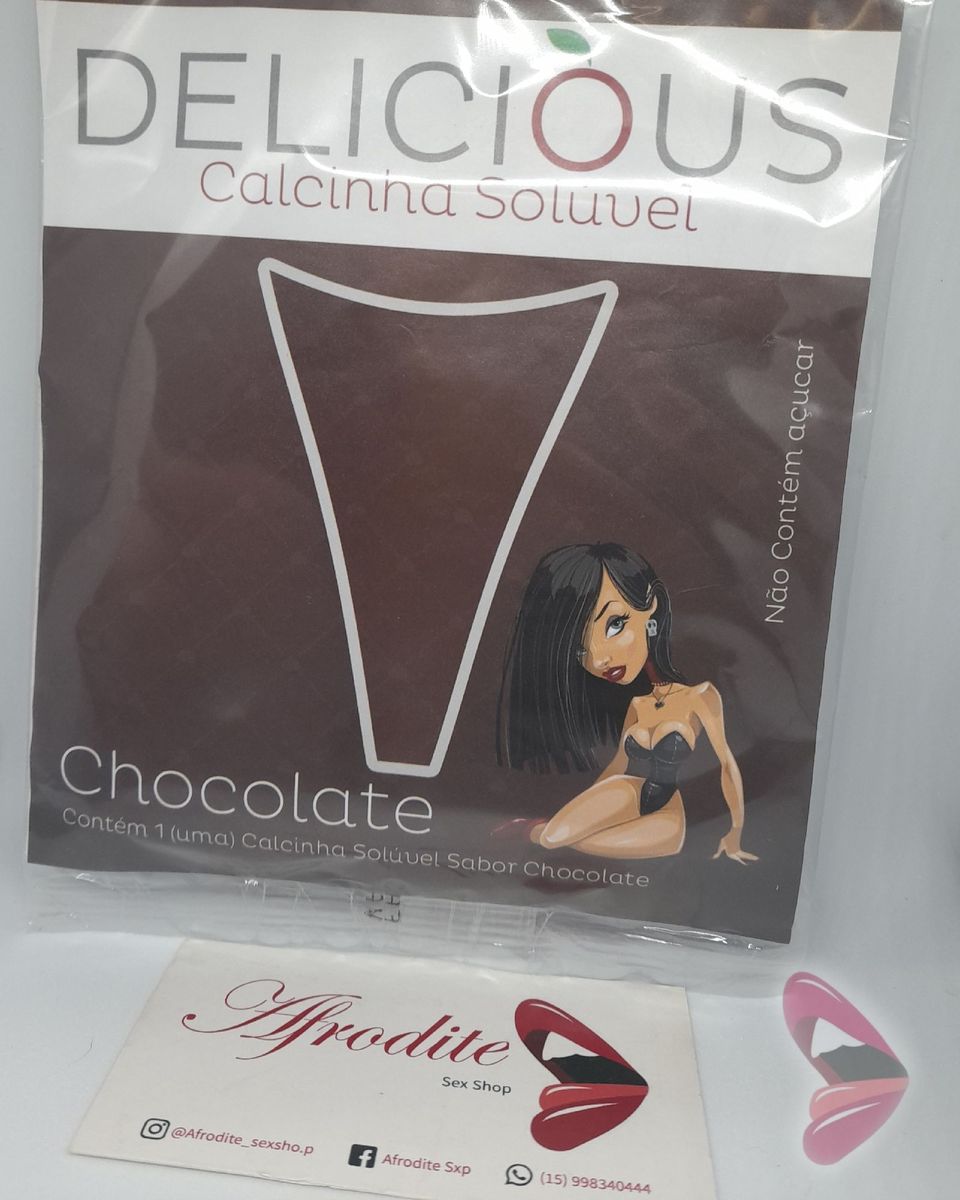 DELICIOUS
Calcinha Solúvel
Não Contém açucar
Chocolate
Contém 1 (uma) Calcinha Solúvel Sabor Chocolate
Afrodite
Sex Shop
@Afrodite_sexsho.p
Afrodite Sxp
(15) 998340444